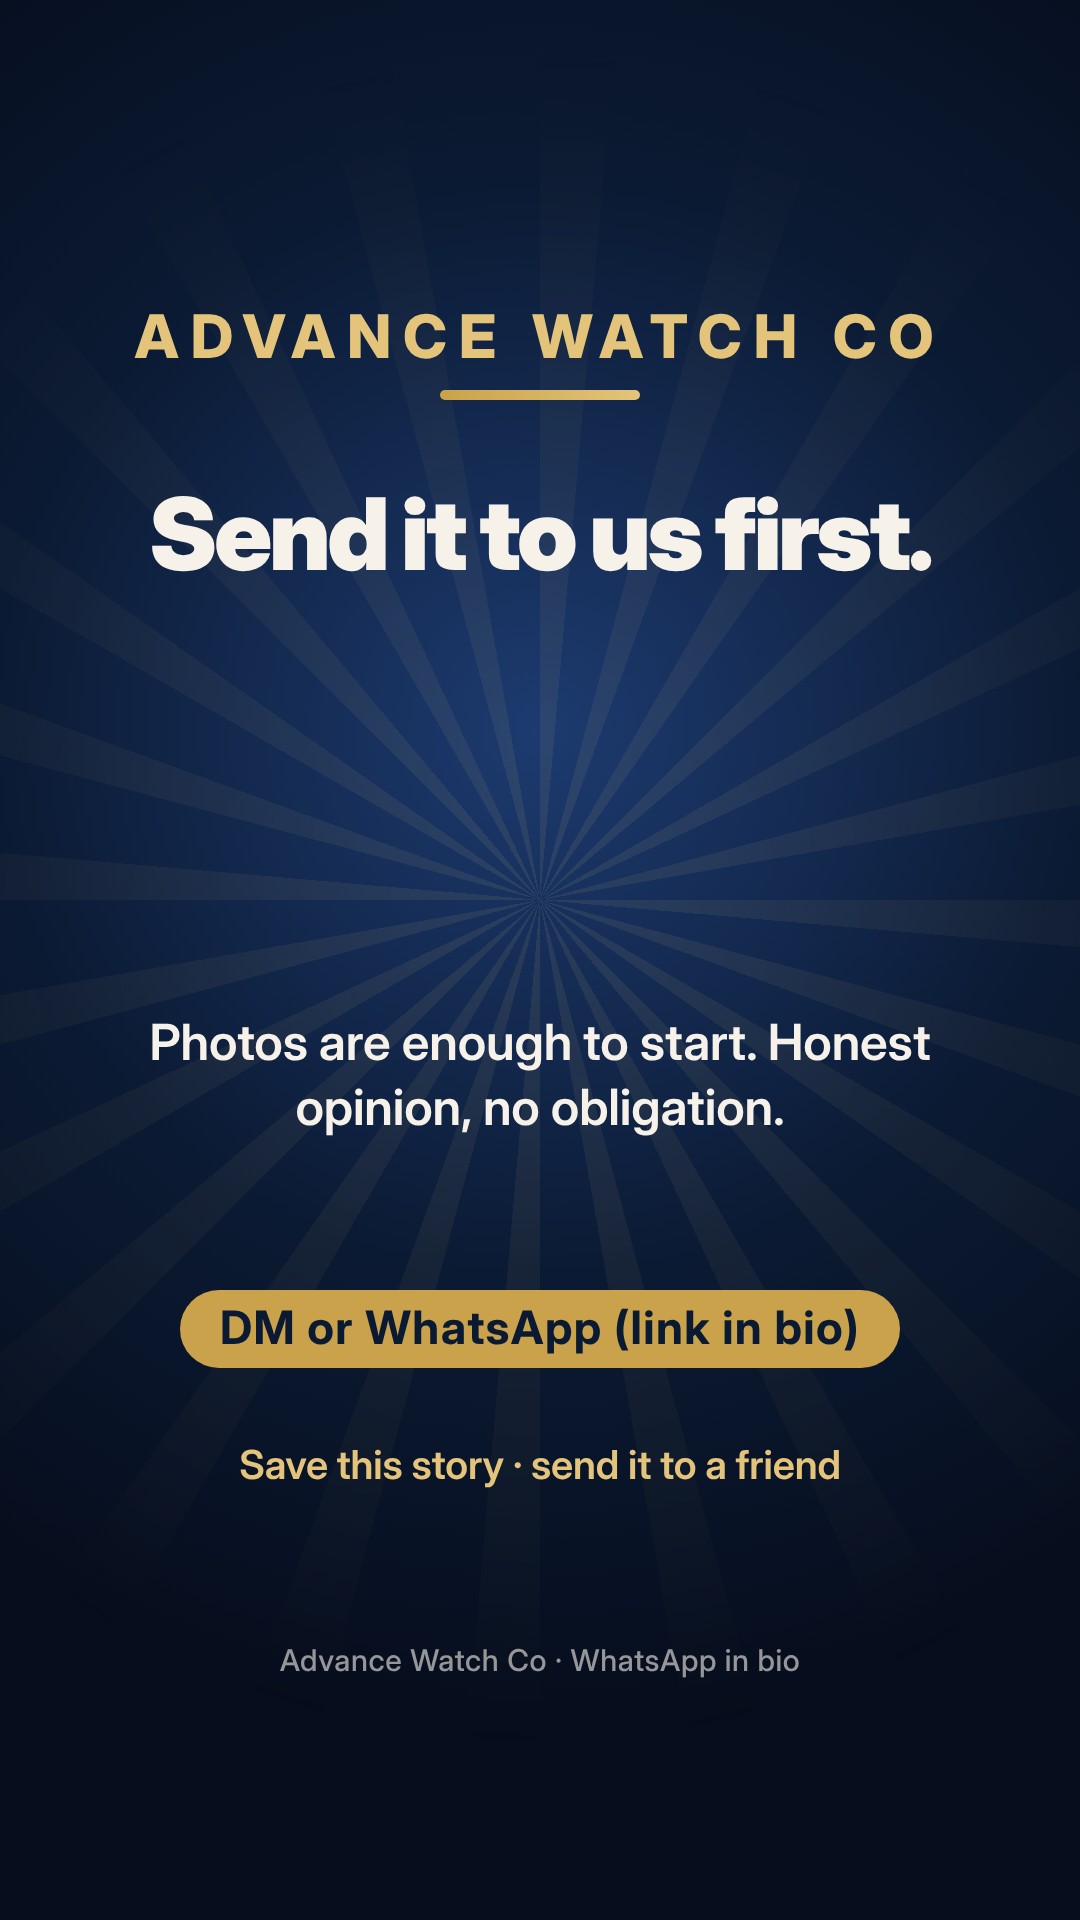 ADVANCE WATCH CO
Send it to us first.
Photos are enough to start. Honest
opinion, no obligation.
DM or WhatsApp (link in bio)
Save this story · send it to a friend
Advance Watch Co · WhatsApp in bio